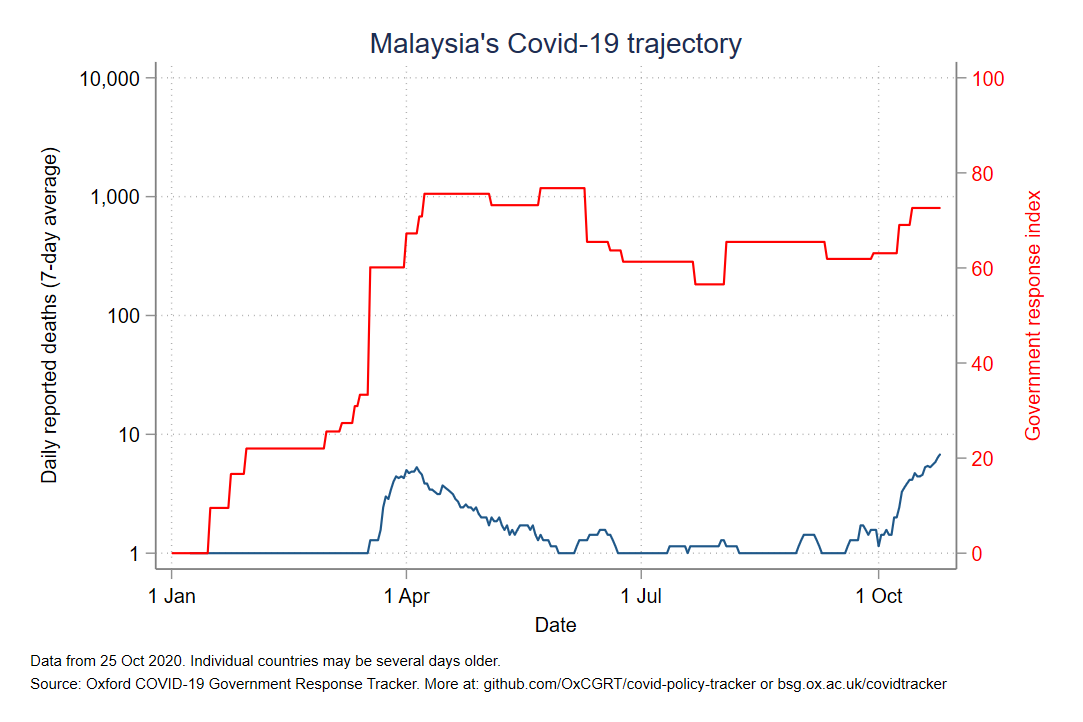 Malaysia's Covid-19 trajectory
Daily reported deaths (7-day average)
10,000
1,000
100
10
1
100
80
60
40
20
0
Government response index
1 Jan
1 Apr
1 Jul
1 Oct
Date
Data from 25 Oct 2020. Individual countries may be several days older.
Source: Oxford COVID-19 Government Response Tracker. More at: github.com/OxCGRT/covid-policy-tracker or bsg.ox.ac.uk/covidtracker